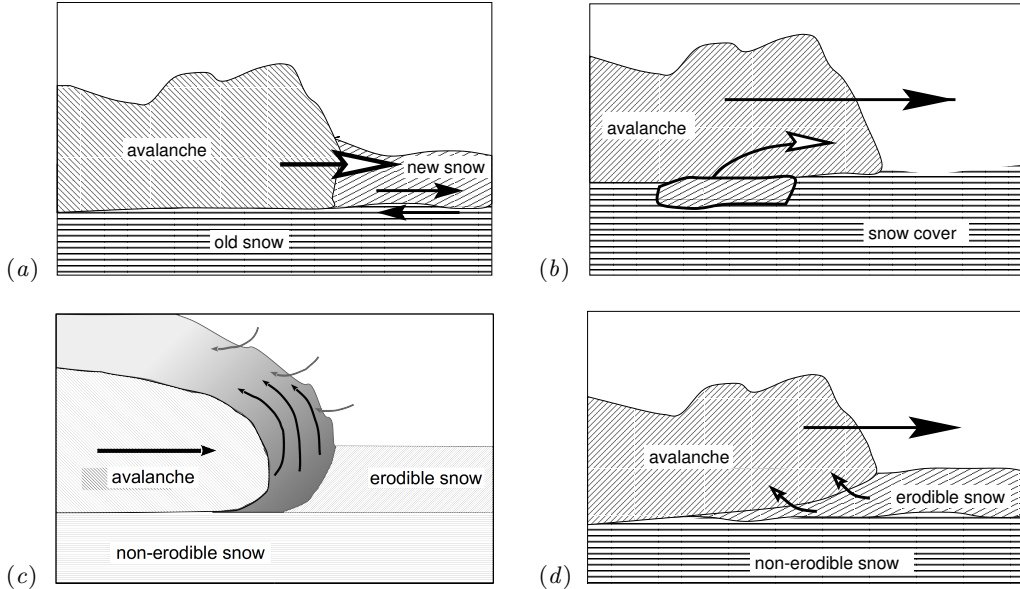 avalanche
new snow
old snow
(a)
avalanche
snow cover
(b)
avalanche
erodible snow
non-erodible snow
(c)
avalanche
erodible snow
non-erodible snow
(d)